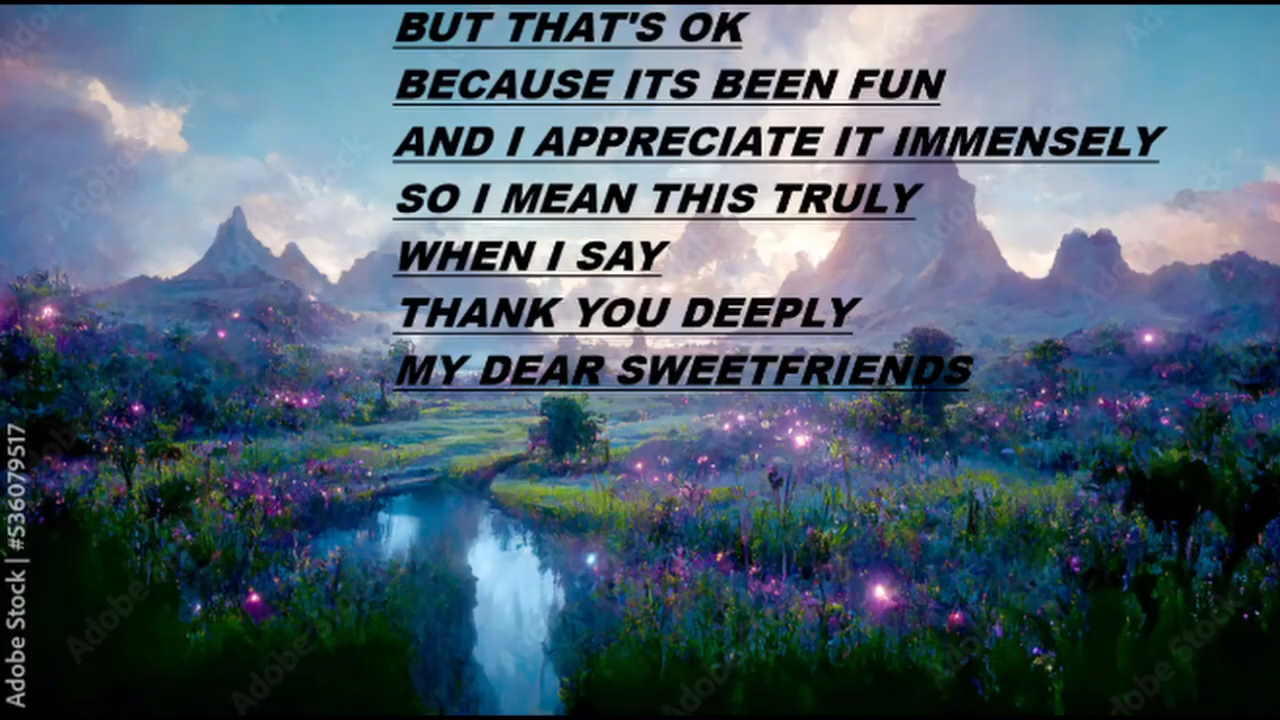 BUT THAT'S OK
BECAUSE ITS BEEN FUN
AND I APPRECIATE IT IMMENSELY
SO I MEAN THIS TRULY
WHEN I SAY
THANK YOU DEEPLY
MY DEAR SWEETFRIENDS
Adobe Stock | #536079517